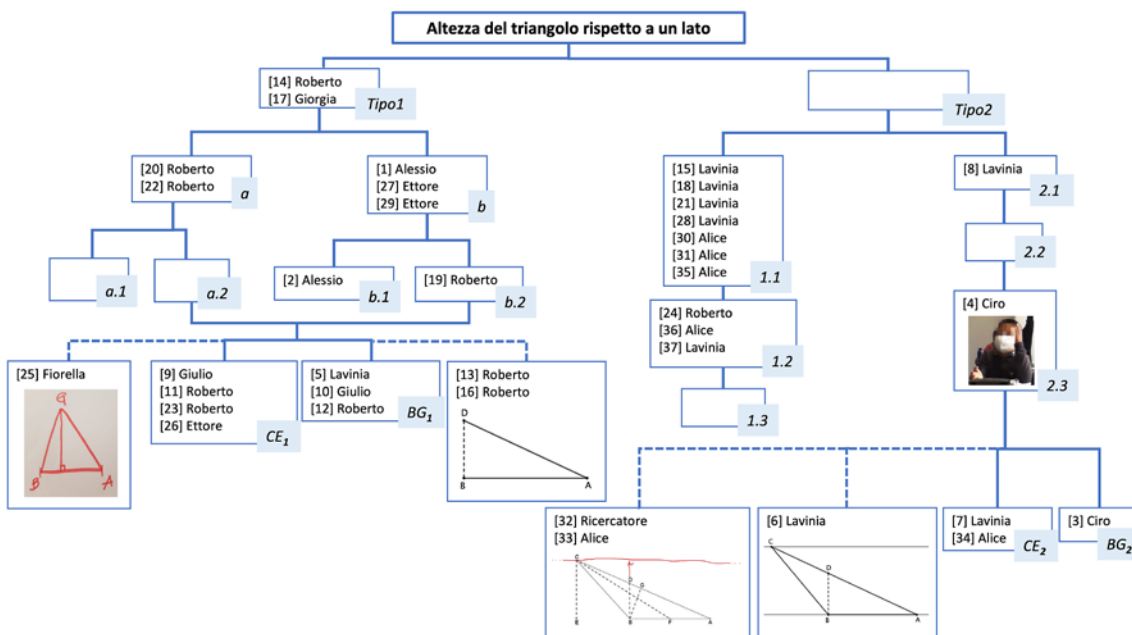 Altezza del triangolo rispetto a un lato
[14] Roberto
[17] Giorgia
Tipo1
Tipo2
[20] Roberto
[22] Roberto
a
[1] Alessio
[27] Ettore
[29] Ettore
b
[15] Lavinia
[18] Lavinia
[21] Lavinia
[28] Lavinia
[30] Alice
[31] Alice
[35] Alice
1.1
[8] Lavinia
2.1
a.1
a.2
[2] Alessio
b.1
[19] Roberto
b.2
2.2
[24] Roberto
[36] Alice
[37] Lavinia
1.2
[4] Ciro
2.3
1.3
[25] Fiorella
B
A
[9] Giulio
[11] Roberto
[23] Roberto
[26] Ettore
CE1
[5] Lavinia
[10] Giulio
[12] Roberto
BG1
[13] Roberto
[16] Roberto
D
B
A
[32] Ricercatore
[33] Alice
C
G
B
F
A
[6] Lavinia
C
D
B
A
[7] Lavinia
[34] Alice
CE2
[3] Ciro
BG2